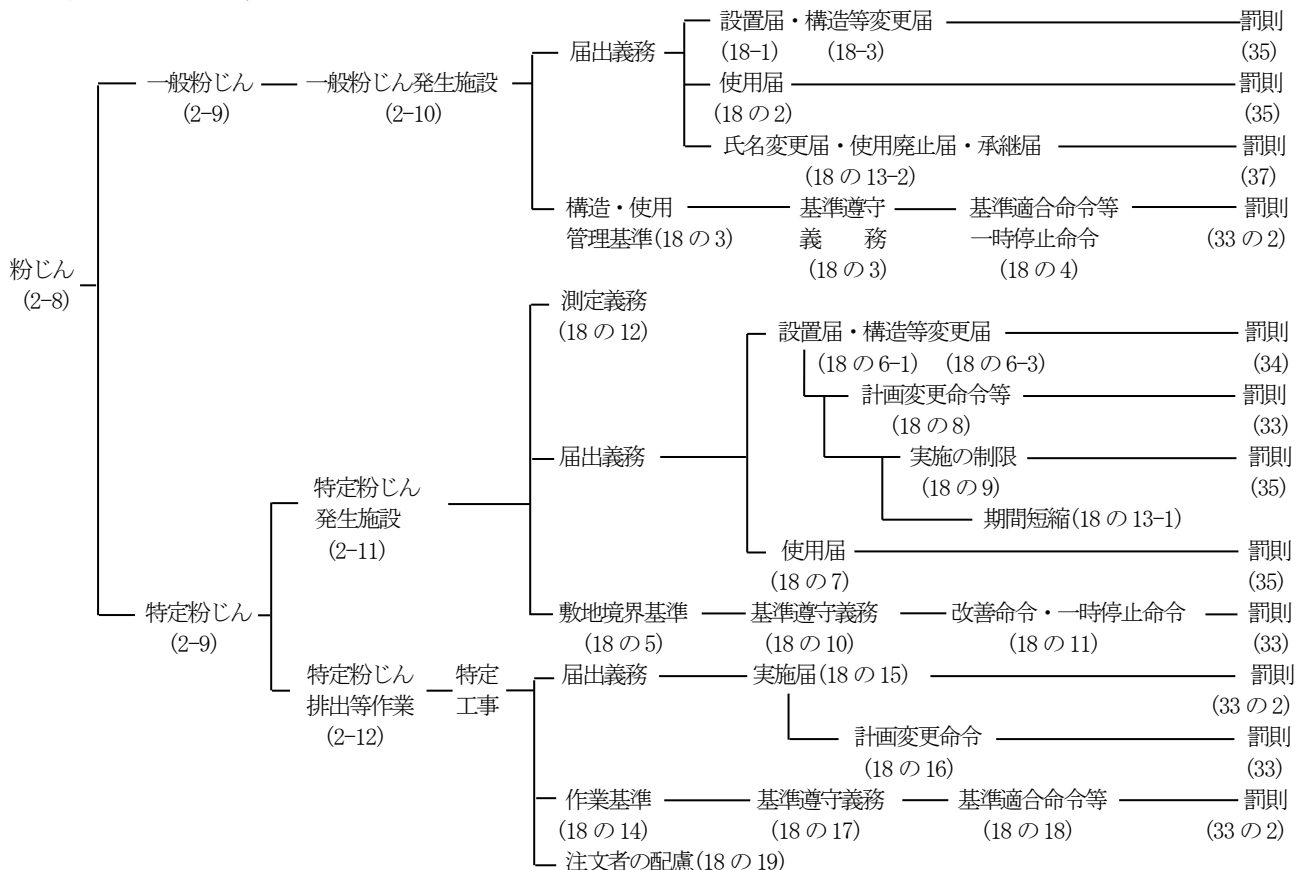 設置届・構造等変更届 罰則
届出義務 (18-1) (18-3) (35)
一般粉じん 一般粉じん発生施設 使用届 罰則
(2-9) (2-10) (18の2) (35)
氏名変更届・使用廃止届・承継届 罰則
(18の13-2) (37)
構造・使用 基準遵守 基準適合命令等 罰則
管理基準(18の3) 義 務 一時停止命令 (33の2)
(18の3) (18の4)
粉じん
(2-8)
測定義務
(18の12)
設置届・構造等変更届 罰則
(18の6-1) (18の6-3) (34)
計画変更命令等 罰則
(18の8) (33)
届出義務 実施の制限 罰則
(18の9) (35)
特定粉じん
発生施設 期間短縮(18の13-1)
(2-11) 使用届 罰則
(18の7) (35)
特定粉じん 敷地境界基準 基準遵守義務 改善命令・一時停止命令 罰則
(2-9) (18の5) (18の10) (18の11) (33)
特定粉じん 特定 届出義務 実施届(18の15) 罰則
排出等作業 工事 (33の2)
(2-12) 計画変更命令 罰則
(18の16) (33)
作業基準 基準遵守義務 基準適合命令等 罰則
(18の14) (18の17) (18の18) (33の2)
注文者の配慮(18の19)